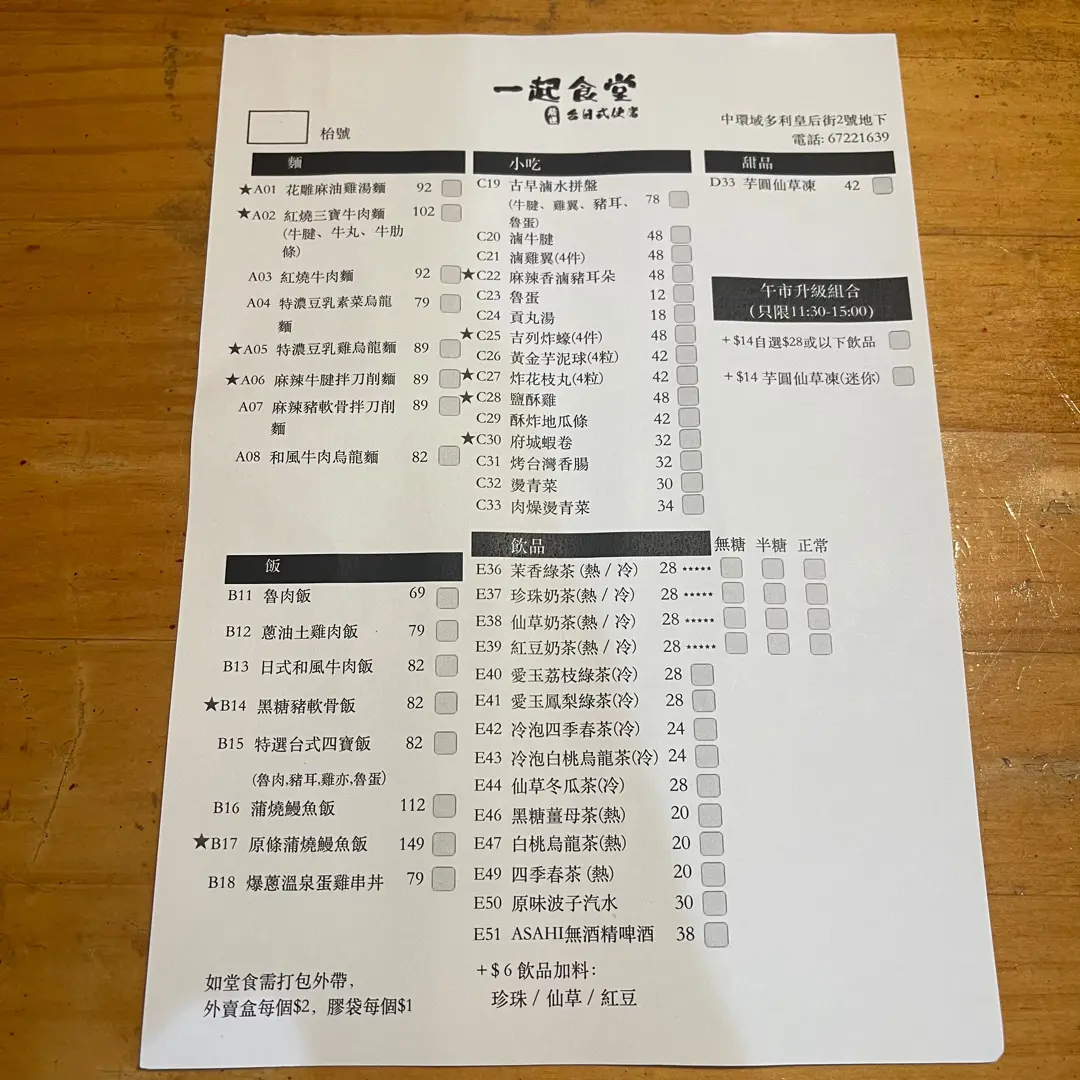 一起食堂
台日式便當
枱號
中環域多利皇后街2號地下
電話: 67221639
麵
★A01 花雕麻油雞湯麵 92
★A02 紅燒三寶牛肉麵 102
(牛腱、牛丸、牛肋
條)
A03 紅燒牛肉麵 92
A04 特濃豆乳素菜烏龍 79
麵
★A05 特濃豆乳雞烏龍麵 89
★A06 麻辣牛腱拌刀削麵 89
A07 麻辣豬軟骨拌刀削 89
麵
A08 和風牛肉烏龍麵 82
小吃
C19 古早滷水拼盤
(牛腱、雞翼、豬耳、 78
魯蛋)
C20 滷牛腱 48
C21 滷雞翼(4件) 48
★C22 麻辣香滷豬耳朵 48
C23 魯蛋 12
C24 貢丸湯 18
★C25 吉列炸蠔(4件) 48
C26 黃金芋泥球(4粒) 42
★C27 炸花枝丸(4粒) 42
★C28 鹽酥雞 48
C29 酥炸地瓜條 42
★C30 府城蝦卷 32
C31 烤台灣香腸 32
C32 燙青菜 30
C33 肉燥燙青菜 34
甜品
D33 芋圓仙草凍 42
午市升級組合
(只限11:30-15:00)
+$14自選$28或以下飲品
+$14 芋圓仙草凍(迷你)
飯
B11 魯肉飯 69
B12 蔥油土雞肉飯 79
B13 日式和風牛肉飯 82
★B14 黑糖豬軟骨飯 82
B15 特選台式四寶飯 82
(魯肉,豬耳,雞亦,魯蛋)
B16 蒲燒鰻魚飯 112
★B17 原條蒲燒鰻魚飯 149
B18 爆蔥溫泉蛋雞串丼 79
飲品 無糖 半糖 正常
E36 茉香綠茶 (熱 / 冷) 28 *****
E37 珍珠奶茶(熱 / 冷) 28 *****
E38 仙草奶茶(熱 / 冷) 28 *****
E39 紅豆奶茶(熱 / 冷) 28 *****
E40 愛玉荔枝綠茶(冷) 28
E41 愛玉鳳梨綠茶(冷) 28
E42 冷泡四季春茶(冷) 24
E43 冷泡白桃烏龍茶(冷) 24
E44 仙草冬瓜茶(冷) 28
E46 黑糖薑母茶(熱) 20
E47 白桃烏龍茶(熱) 20
E49 四季春茶 (熱) 20
E50 原味波子汽水 30
E51 ASAHI無酒精啤酒 38
+$6 飲品加料:
珍珠 / 仙草 / 紅豆
如堂食需打包外帶,
外賣盒每個$2, 膠袋每個$1